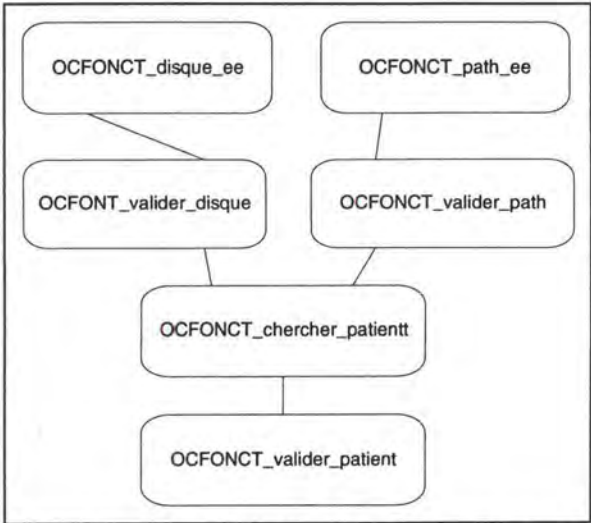 OCFONCT_disque_ee
OCFONCT_path_ee
OCFONT_valider_disque
OCFONCT_valider_path
OCFONCT_chercher_patientt
OCFONCT_valider_patient